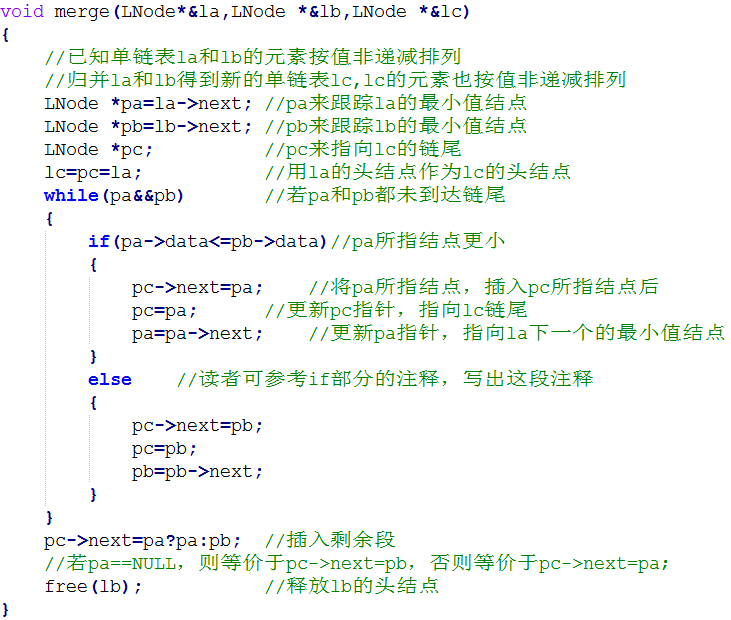 void merge(LNode*&la,LNode *&lb,LNode *&lc)
{
//已知单链表la和lb的元素按值非递减排列
//归并la和lb得到新的单链表lc,lc的元素也按值非递减排列
LNode *pa=la->next; //pa来跟踪la的最小值结点
LNode *pb=lb->next; //pb来跟踪lb的最小值结点
LNode *pc; //pc来指向lc的链尾
lc=pc=la; //用la的头结点作为lc的头结点
while(pa&&pb) //若pa和pb都未到达链尾
{
if(pa->data<=pb->data)//pa所指结点更小
{
pc->next=pa; //将pa所指结点，插入pc所指结点后
pc=pa; //更新pc指针，指向lc链尾
pa=pa->next; //更新pa指针，指向la下一个的最小值结点
}
else //读者可参考if部分的注释，写出这段注释
{
pc->next=pb;
pc=pb;
pb=pb->next;
}
}
pc->next=pa?pa:pb; //插入剩余段
//若pa==NULL，则等价于pc->next=pb，否则等价于pc->next=pa;
free(lb); //释放lb的头结点
}